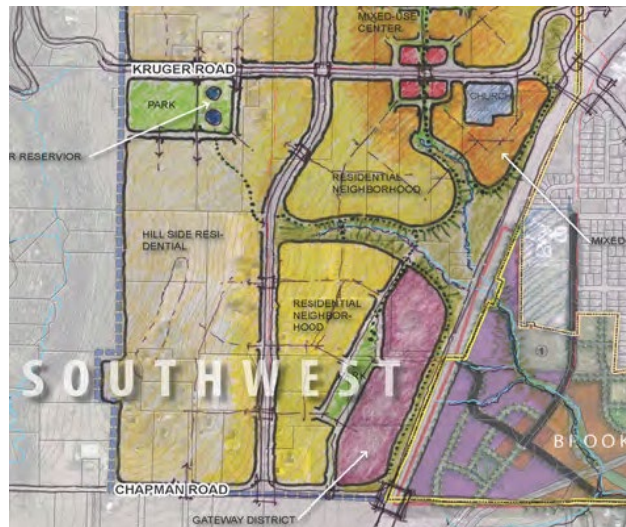 MIXED-USE
CENTER
KRUGER ROAD
PARK
CHURCH
R RESERVIOR
RESIDENTIAL
NEIGHBORHOOD
HILL SIDE RESI-
DENTIAL
MIXED
RESIDENTIAL
NEIGHBOR-
HOOD
SOUTHWEST
BROOK
CHAPMAN ROAD
GATEWAY DISTRICT